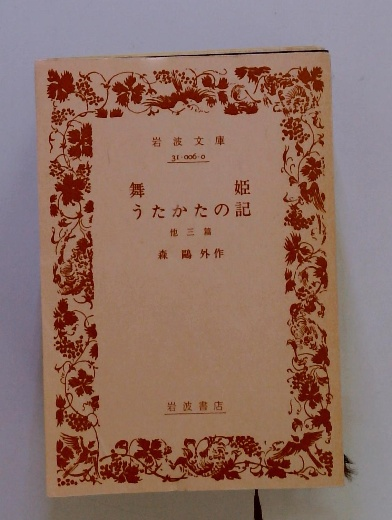 岩波文庫
31-006-0
舞姫
うたかたの記
他三篇
森鷗外作
岩波書店